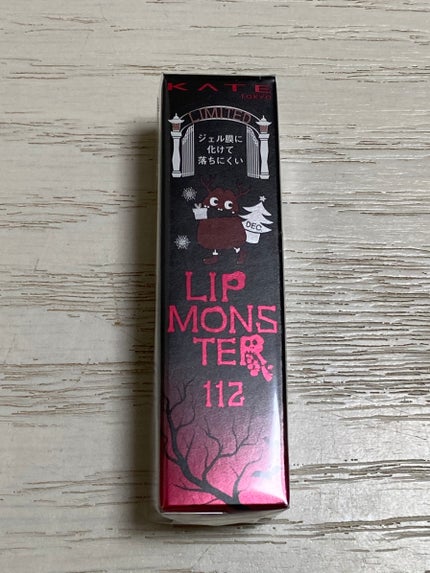 KATE
TOKYO
LIMITED
ジェル膜に
化けて
落ちにくい
DEC.
LIP
MONS
TER
112